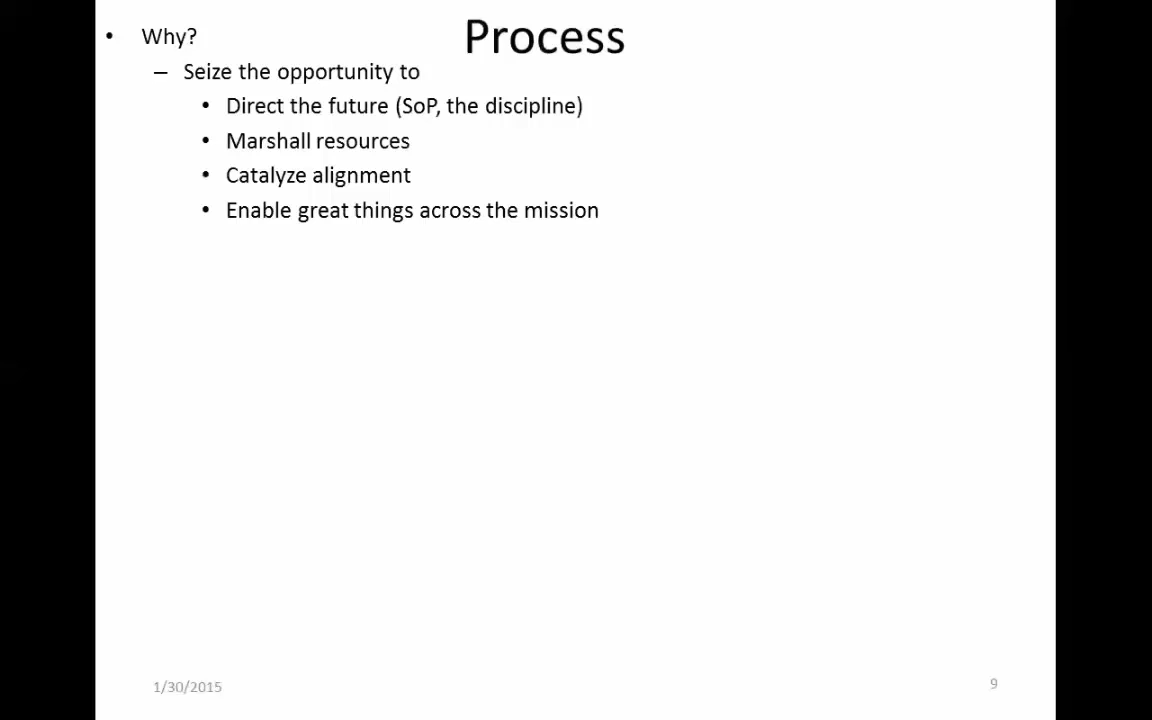 Process
• Why?
– Seize the opportunity to
• Direct the future (SoP, the discipline)
• Marshall resources
• Catalyze alignment
• Enable great things across the mission
1/30/2015
9